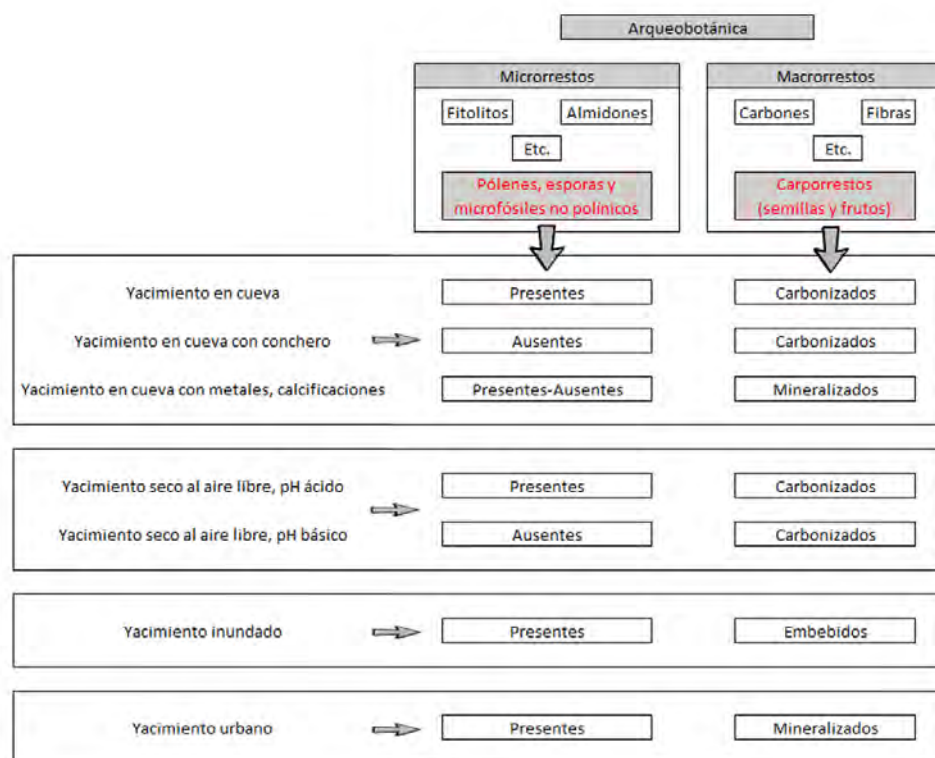 Arqueobotánica
Microrrestos
Fitolitos
Almidones
Etc.
Pólenes, esporas y
microfósiles no polínicos
Macrorrestos
Carbones
Fibras
Etc.
Carporrestos
(semillas y frutos)
Yacimiento en cueva
Presentes
Carbonizados
Yacimiento en cueva con conchero
Ausentes
Carbonizados
Yacimiento en cueva con metales, calcificaciones
Presentes-Ausentes
Mineralizados
Yacimiento seco al aire libre, pH ácido
Presentes
Carbonizados
Yacimiento seco al aire libre, pH básico
Ausentes
Carbonizados
Yacimiento inundado
Presentes
Embebidos
Yacimiento urbano
Presentes
Mineralizados